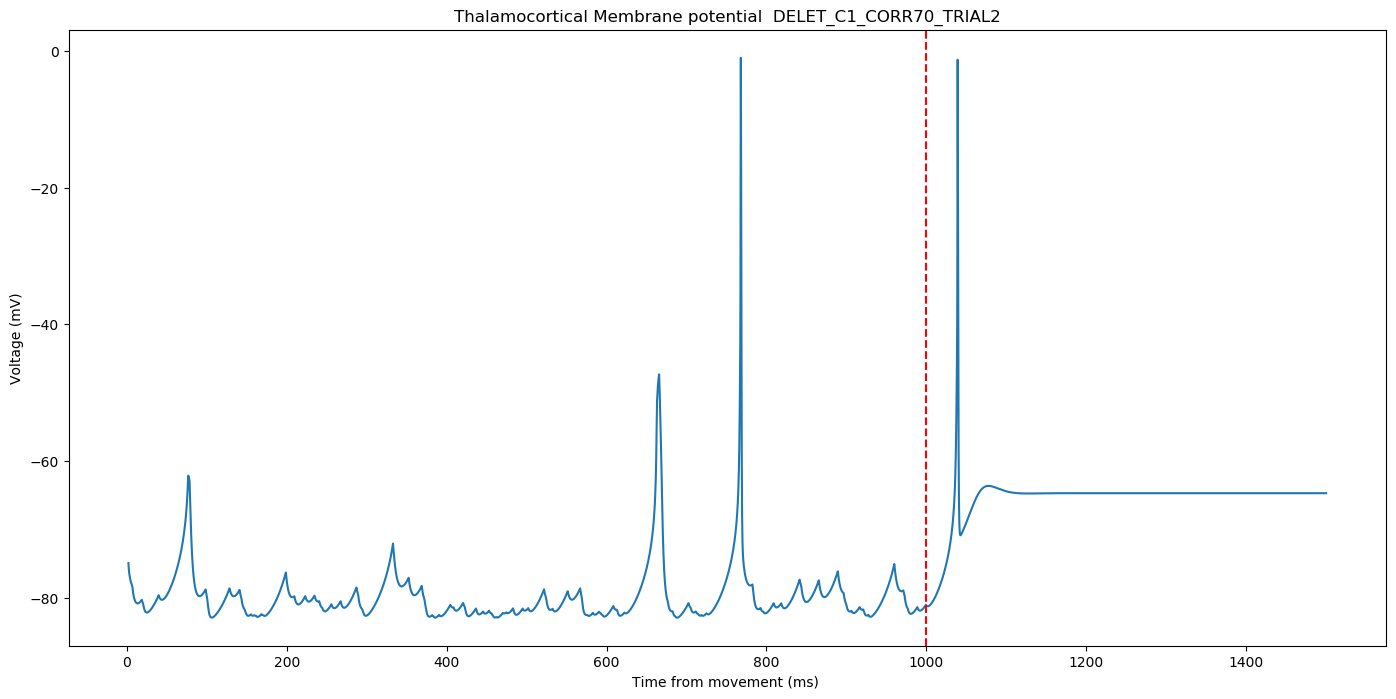 Thalamocortical Membrane potential  DELET_C1_CORR70_TRIAL2
0
−20
−40
−60
−80
Voltage (mV)
0 200 400 600 800 1000 1200 1400
Time from movement (ms)